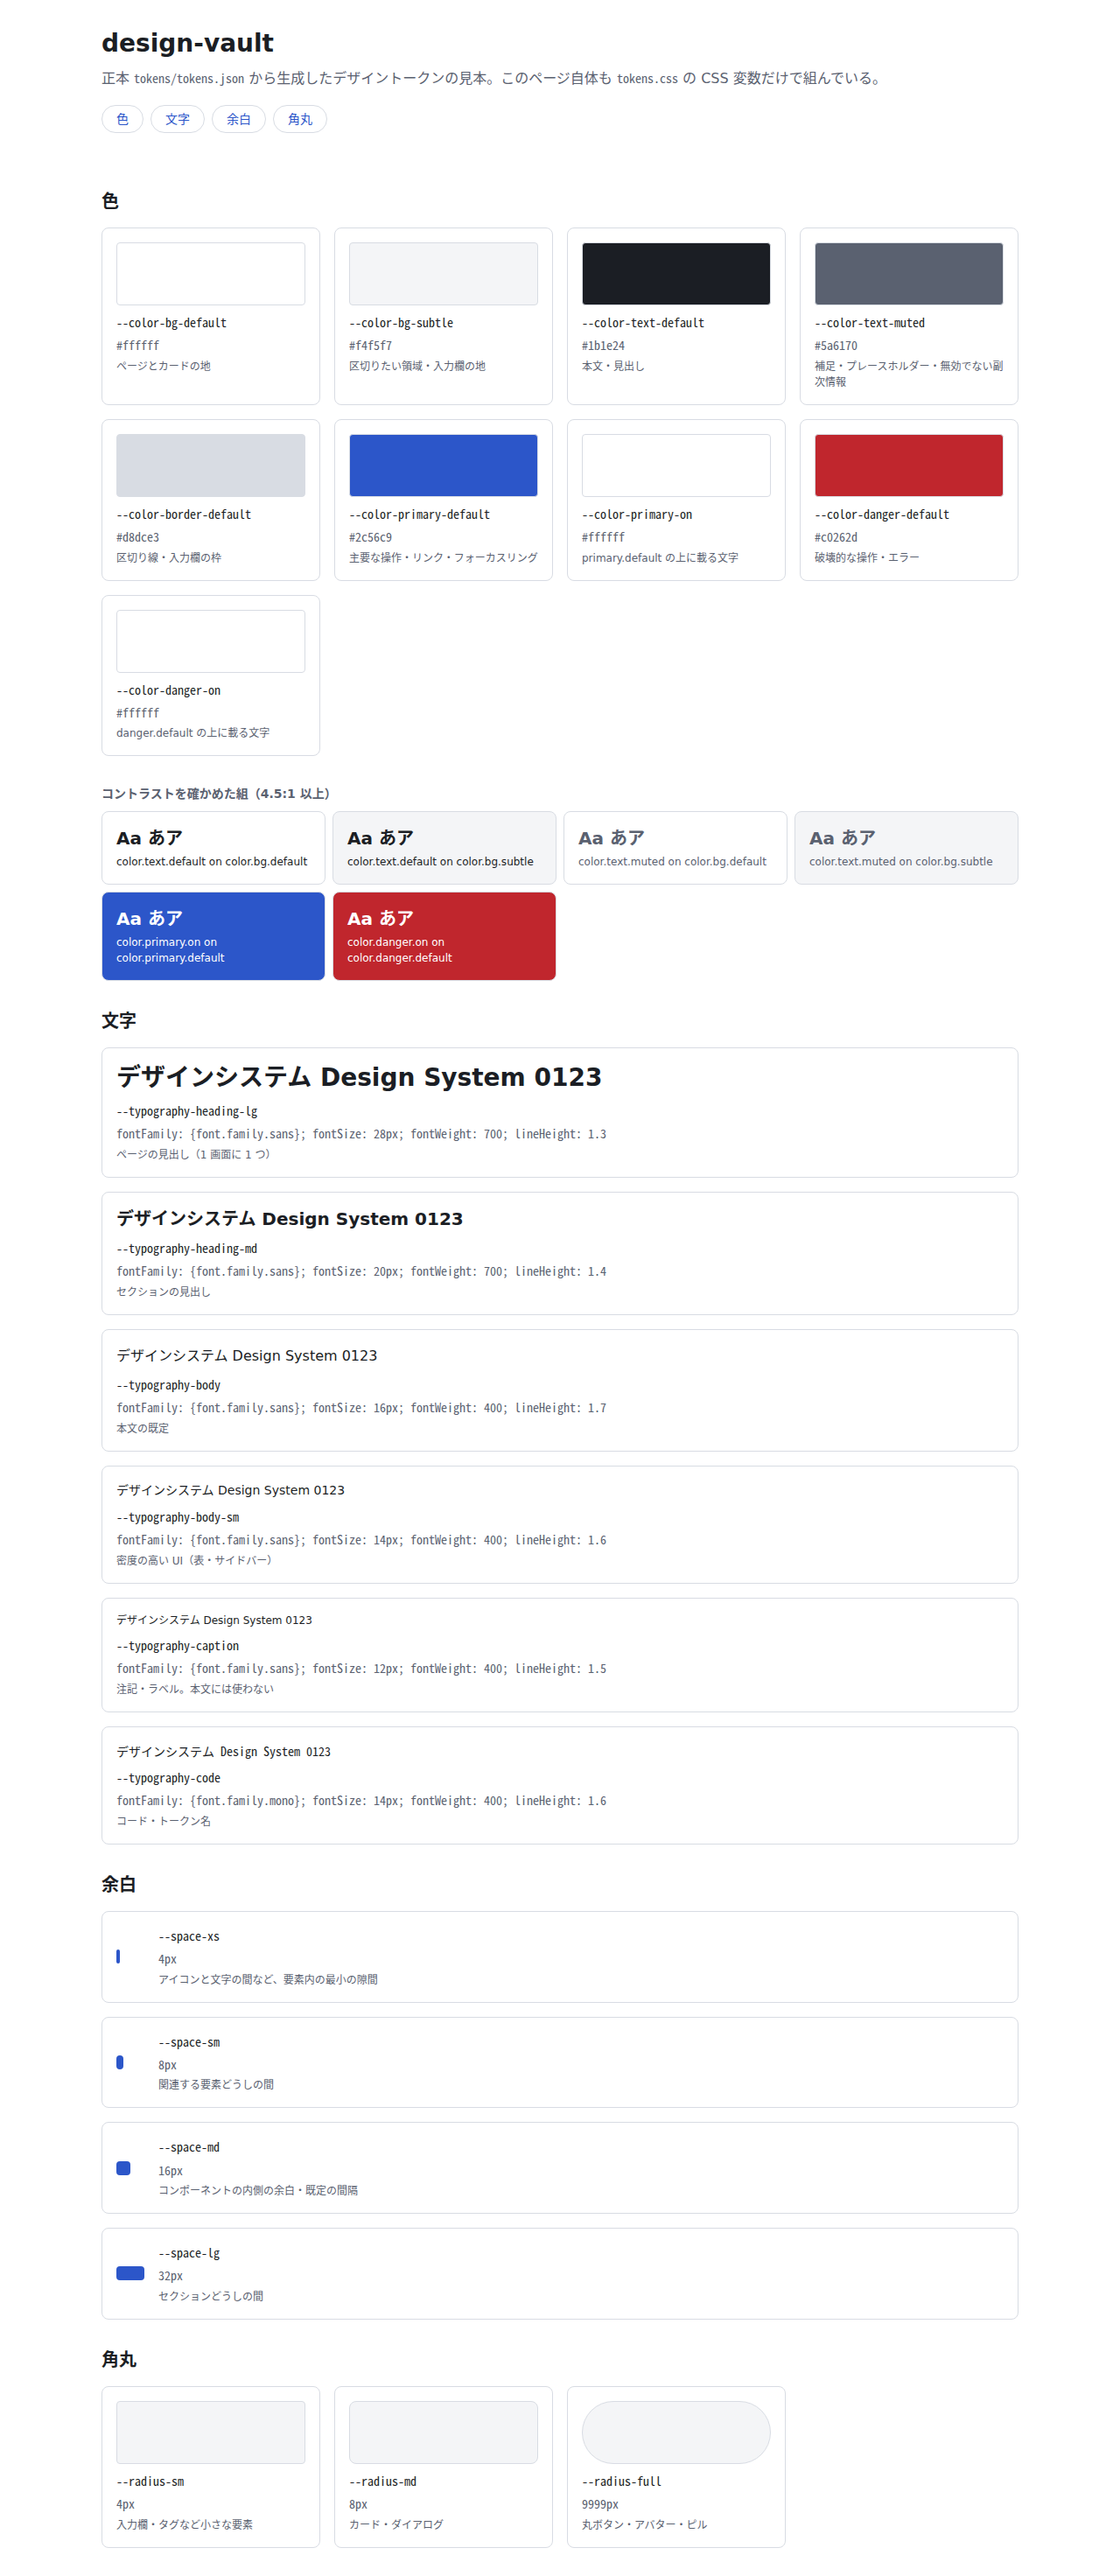 design-vault
正本 tokens/tokens.json から生成したデザイントークンの見本。このページ自体も tokens.css の CSS 変数だけで組んでいる。
色 文字 余白 角丸
色
--color-bg-default
#ffffff
ページとカードの地
--color-bg-subtle
#f4f5f7
区切りたい領域・入力欄の地
--color-text-default
#1b1e24
本文・見出し
--color-text-muted
#5a6170
補足・プレースホルダー・無効でない副
次情報
--color-border-default
#d8dce3
区切り線・入力欄の枠
--color-primary-default
#2c56c9
主要な操作・リンク・フォーカスリング
--color-primary-on
#ffffff
primary.default の上に載る文字
--color-danger-default
#c0262d
破壊的な操作・エラー
--color-danger-on
#ffffff
danger.default の上に載る文字
コントラストを確かめた組（4.5:1 以上）
Aa あア
color.text.default on color.bg.default
Aa あア
color.text.default on color.bg.subtle
Aa あア
color.text.muted on color.bg.default
Aa あア
color.text.muted on color.bg.subtle
Aa あア
color.primary.on on
color.primary.default
Aa あア
color.danger.on on
color.danger.default
文字
デザインシステム Design System 0123
--typography-heading-lg
fontFamily: {font.family.sans}; fontSize: 28px; fontWeight: 700; lineHeight: 1.3
ページの見出し（1 画面に 1 つ）
デザインシステム Design System 0123
--typography-heading-md
fontFamily: {font.family.sans}; fontSize: 20px; fontWeight: 700; lineHeight: 1.4
セクションの見出し
デザインシステム Design System 0123
--typography-body
fontFamily: {font.family.sans}; fontSize: 16px; fontWeight: 400; lineHeight: 1.7
本文の既定
デザインシステム Design System 0123
--typography-body-sm
fontFamily: {font.family.sans}; fontSize: 14px; fontWeight: 400; lineHeight: 1.6
密度の高い UI（表・サイドバー）
デザインシステム Design System 0123
--typography-caption
fontFamily: {font.family.sans}; fontSize: 12px; fontWeight: 400; lineHeight: 1.5
注記・ラベル。本文には使わない
デザインシステム Design System 0123
--typography-code
fontFamily: {font.family.mono}; fontSize: 14px; fontWeight: 400; lineHeight: 1.6
コード・トークン名
余白
--space-xs
4px
アイコンと文字の間など、要素内の最小の隙間
--space-sm
8px
関連する要素どうしの間
--space-md
16px
コンポーネントの内側の余白・既定の間隔
--space-lg
32px
セクションどうしの間
角丸
--radius-sm
4px
入力欄・タグなど小さな要素
--radius-md
8px
カード・ダイアログ
--radius-full
9999px
丸ボタン・アバター・ピル